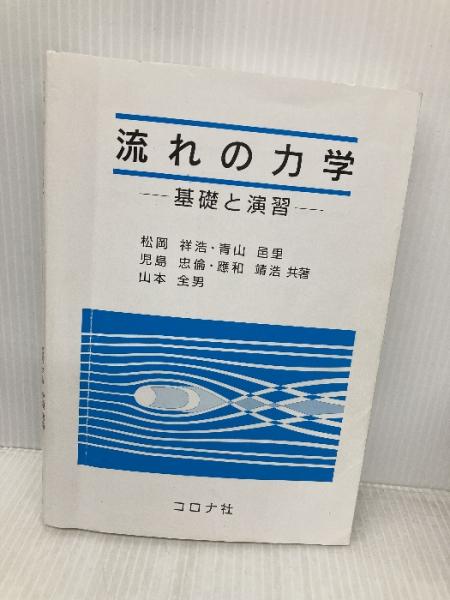 流れの力学
―基礎と演習―
松岡 祥浩・青山 邑里
児島 忠倫・應和 靖浩 共著
山本 全男
コロナ社